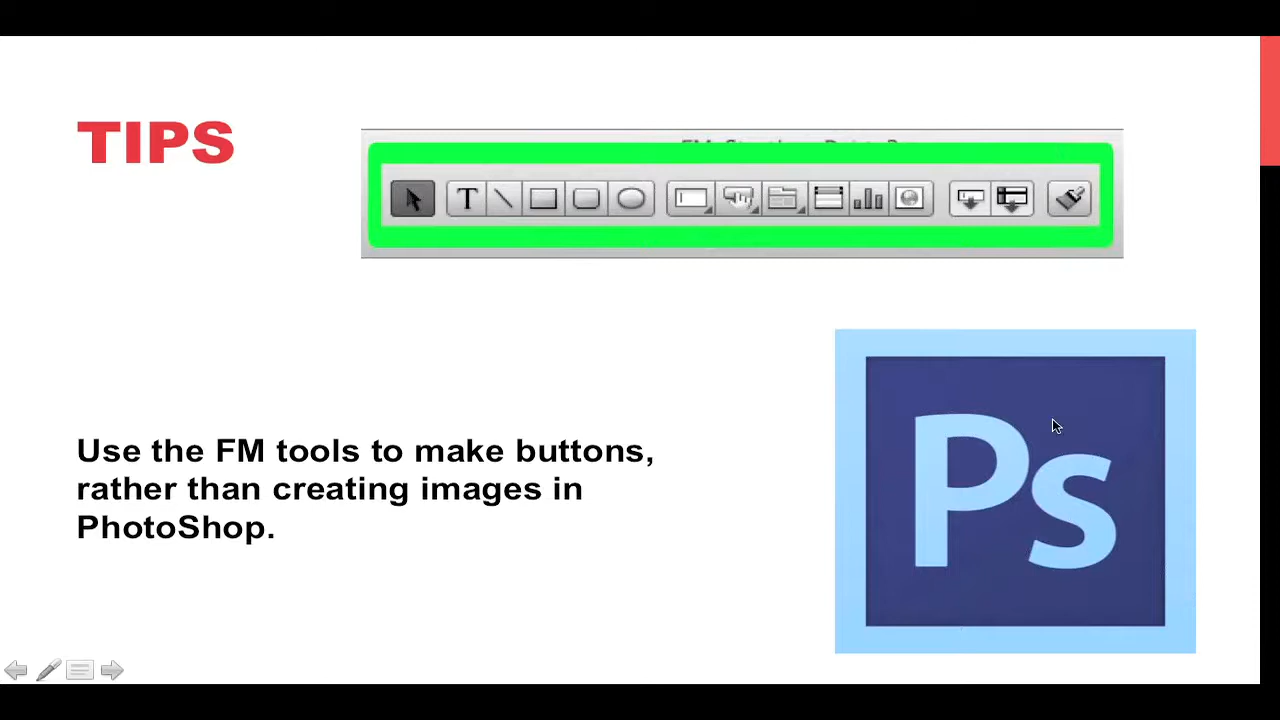 TIPS
T
Use the FM tools to make buttons,
rather than creating images in
PhotoShop.
Ps